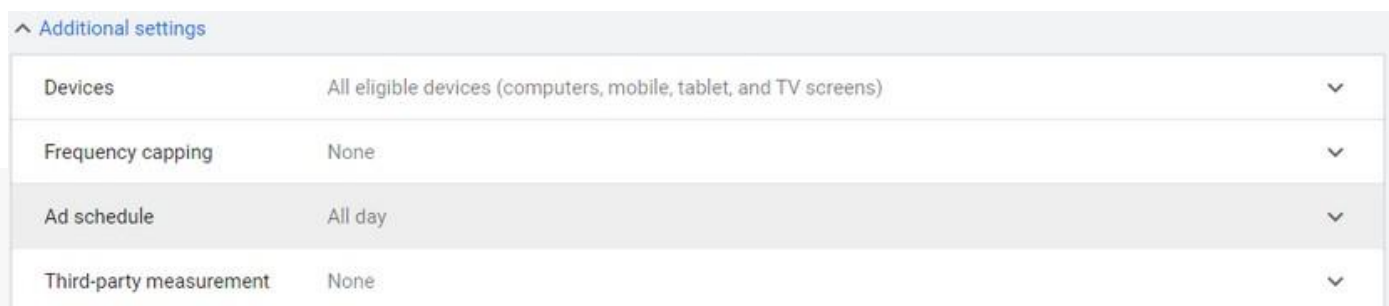 Additional settings
Devices All eligible devices (computers, mobile, tablet, and TV screens)
Frequency capping None
Ad schedule All day
Third-party measurement None